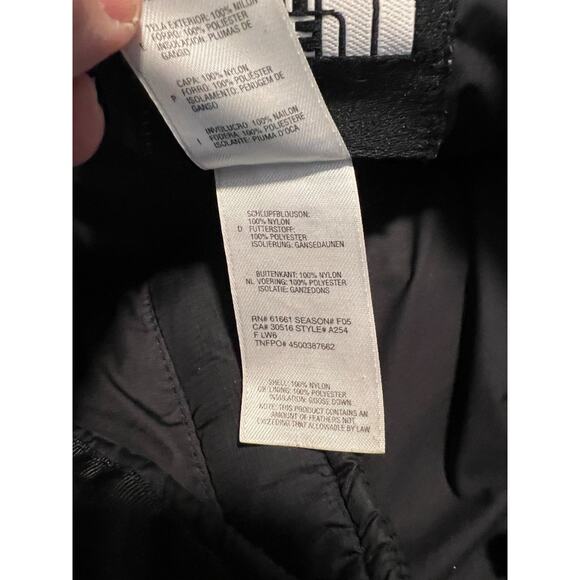 TELA EXTERIOR: 100% NILON
FORRO: 100% POLIÉSTER
INSULACION: PLUMAS DE
GANSO
CAPA: 100% NYLON
P FORRO: 100% POLIÉSTER
ISOLAMENTO: PENUGEM DE
GANSO
INVOLUCRO: 100% NAILON
I FODERA: 100% POLIESTERE
ISOLANTE: PIUMA D'OCA
SCHLUPFBLOUSON:
100% NYLON
D FUTTERSTOFF:
100% POLYESTER
ISOLIERUNG: GÄNSEDAUNEN
BUITENKANT: 100% NYLON
NL VOERING: 100% POLYESTER
ISOLATIE: GANZEDONS
RN# 61661 SEASON# F05
CA# 30516 STYLE# A254
F LW6
TNFPO# 4500387662
SHELL: 100% NYLON
LINING: 100% POLYESTER
INSULATION: GOOSE DOWN
NOTE: THIS PRODUCT CONTAINS AN
AMOUNT OF FEATHERS NOT
EXCEEDING THAT ALLOWABLE BY LAW